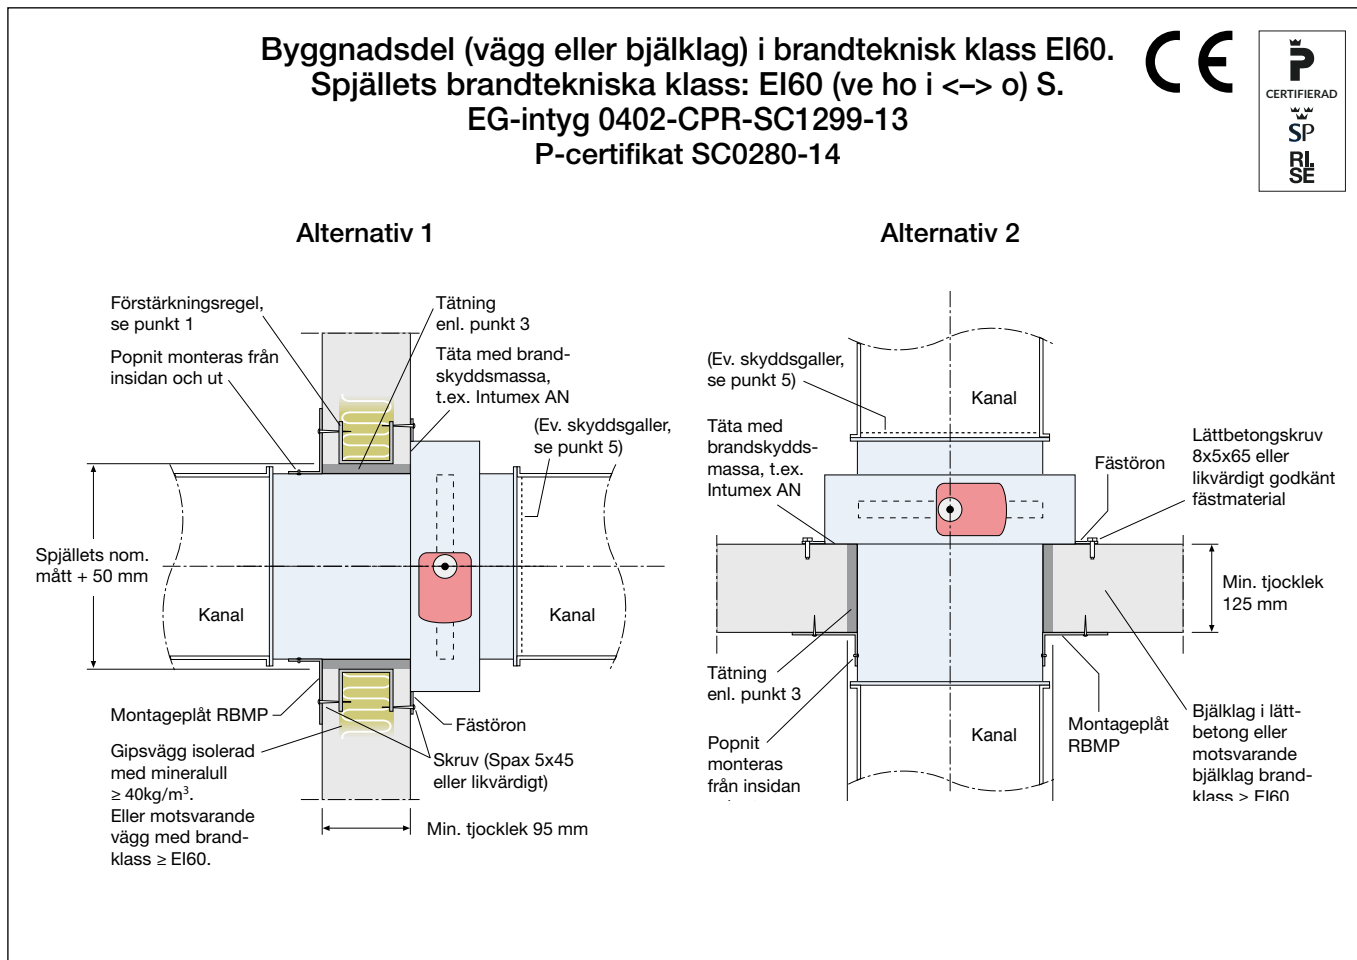 Byggnadsdel (vägg eller bjälklag) i brandteknisk klass EI60.
Spjällets brandtekniska klass: EI60 (ve ho i <–> o) S.
EG-intyg 0402-CPR-SC1299-13
P-certifikat SC0280-14
CE
P
CERTIFIERAD
SP
RI.
SE
Alternativ 1
Förstärkningsregel,
se punkt 1
Popnit monteras från
insidan och ut
Tätning
enl. punkt 3
Täta med brand-
skyddsmassa,
t.ex. Intumex AN
(Ev. skyddsgaller,
se punkt 5)
Spjällets nom.
mått + 50 mm
Kanal
Kanal
Montageplåt RBMP
Gipsvägg isolerad
med mineralull
≥ 40kg/m³.
Eller motsvarande
vägg med brand-
klass ≥ EI60.
Fästöron
Skruv (Spax 5x45
eller likvärdigt)
Min. tjocklek 95 mm
Alternativ 2
(Ev. skyddsgaller,
se punkt 5)
Kanal
Täta med
brandskydds-
massa, t.ex.
Intumex AN
Fästöron
Lättbetongskruv
8x5x65 eller
likvärdigt godkänt
fästmaterial
Min. tjocklek
125 mm
Tätning
enl. punkt 3
Popnit
monteras
från insidan
Kanal
Montageplåt
RBMP
Bjälklag i lätt-
betong eller
motsvarande
bjälklag brand-
klass ≥ EI60